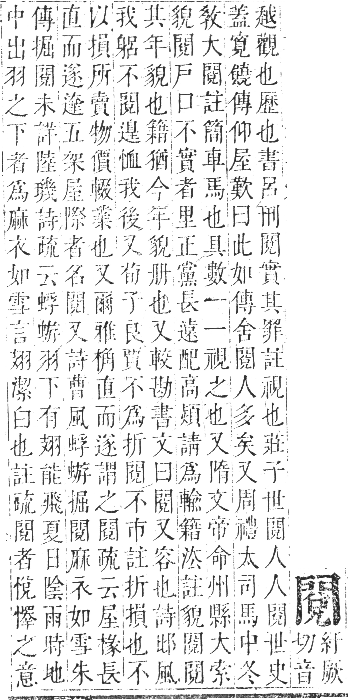 閱
紆厥切音
越觀也歷也書呂刑閱實其罪註視也莊子世閱人人閱世史
蓋寬饒傳仰屋歎曰此如傳舍閱人多矣又周禮太司馬中冬
敎大閱註簡車馬也具數一一視之也又隋文帝命州縣大索
貌閱戶口不實者里正黨長遠配高熲請爲輸籍法註貌閱閱
其年貌也籍猶今年貌册也又較勘書文曰閱又容也詩邶風
我躬不閱遑恤我後又荀子良賈不爲折閱不市註折損也不
以損所賣物價輟業也又爾雅桷直而遂謂之閱疏云屋椽長
直而遂達五架屋際者名閱又詩曹風蜉蝣掘閱麻衣如雪朱
傳掘閱未詳陸璣詩疏云蜉蝣羽下有翅能飛夏日陰雨時地
中出羽之下者爲麻衣如雪言翅潔白也註疏閱者悅懌之意